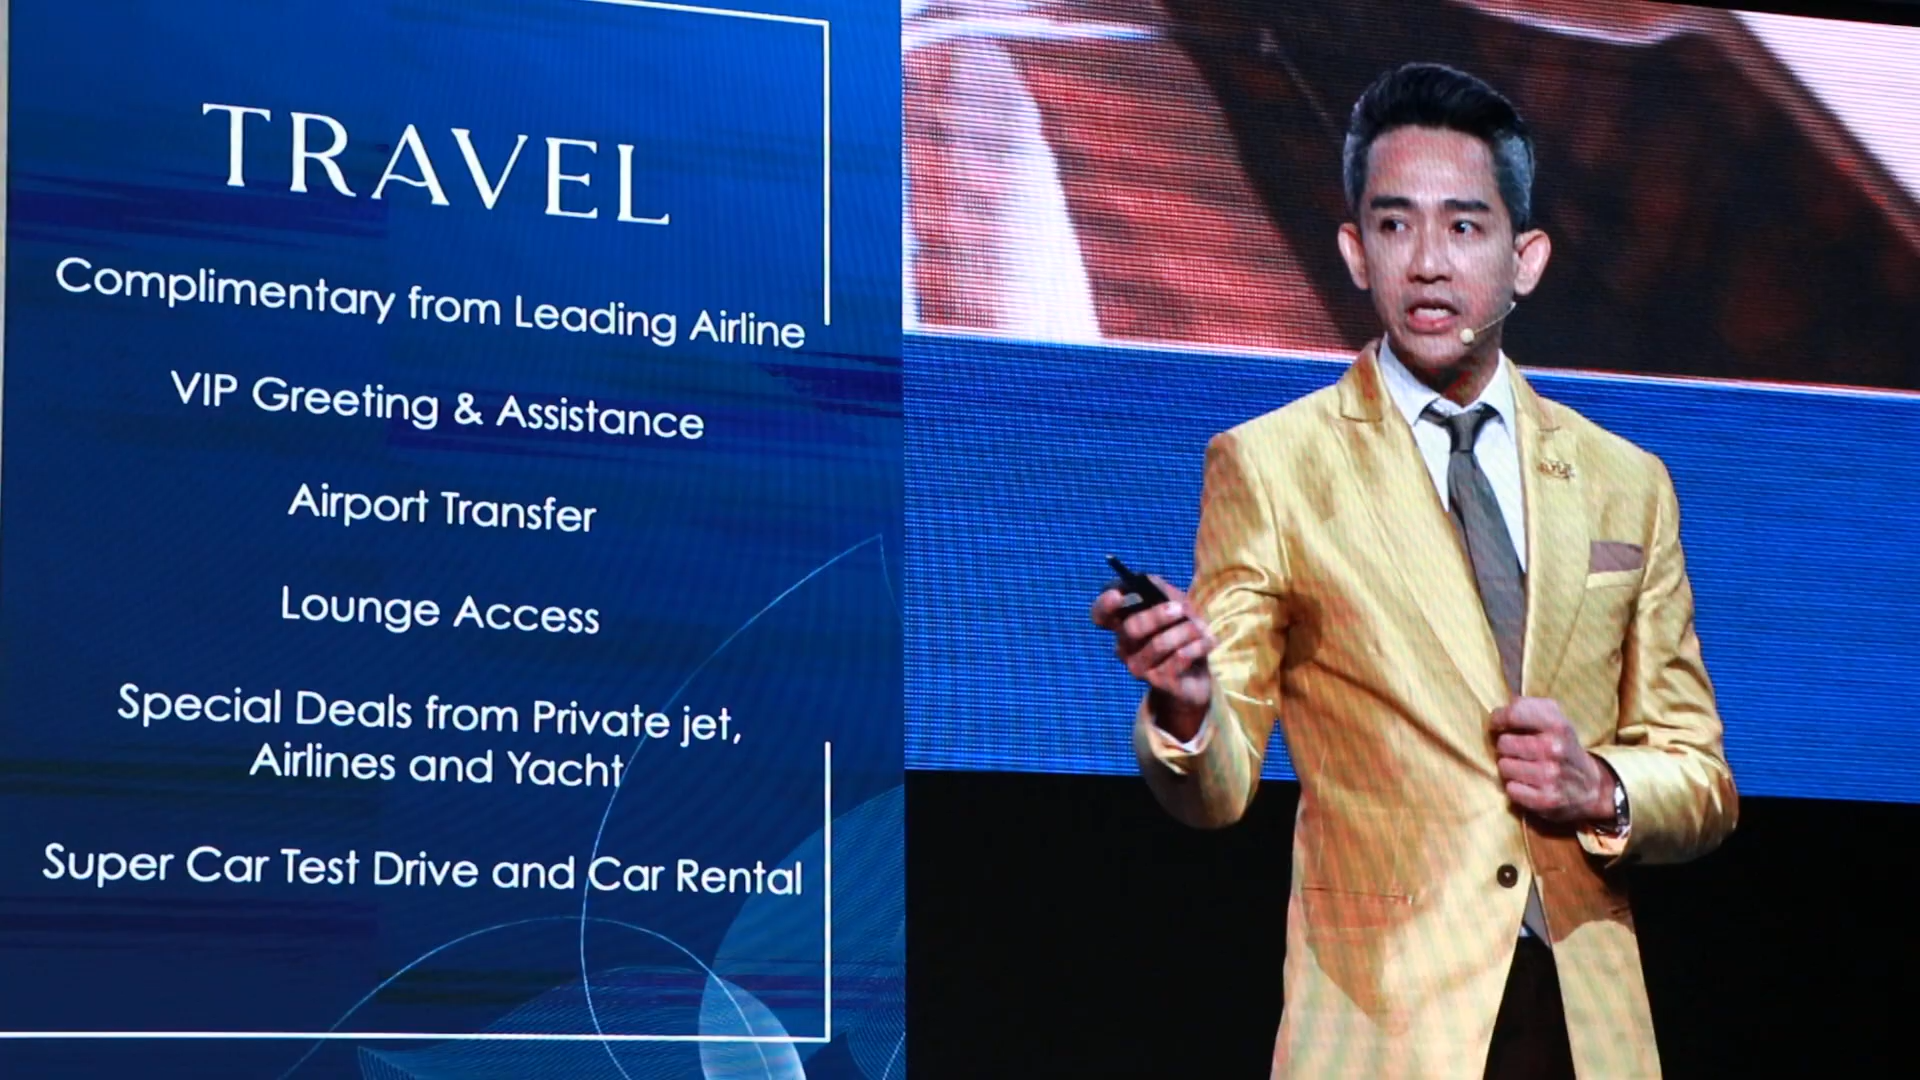 TRAVEL
Complimentary from Leading Airline
VIP Greeting & Assistance
Airport Transfer
Lounge Access
Special Deals from Private jet,
Airlines and Yacht
Super Car Test Drive and Car Rental